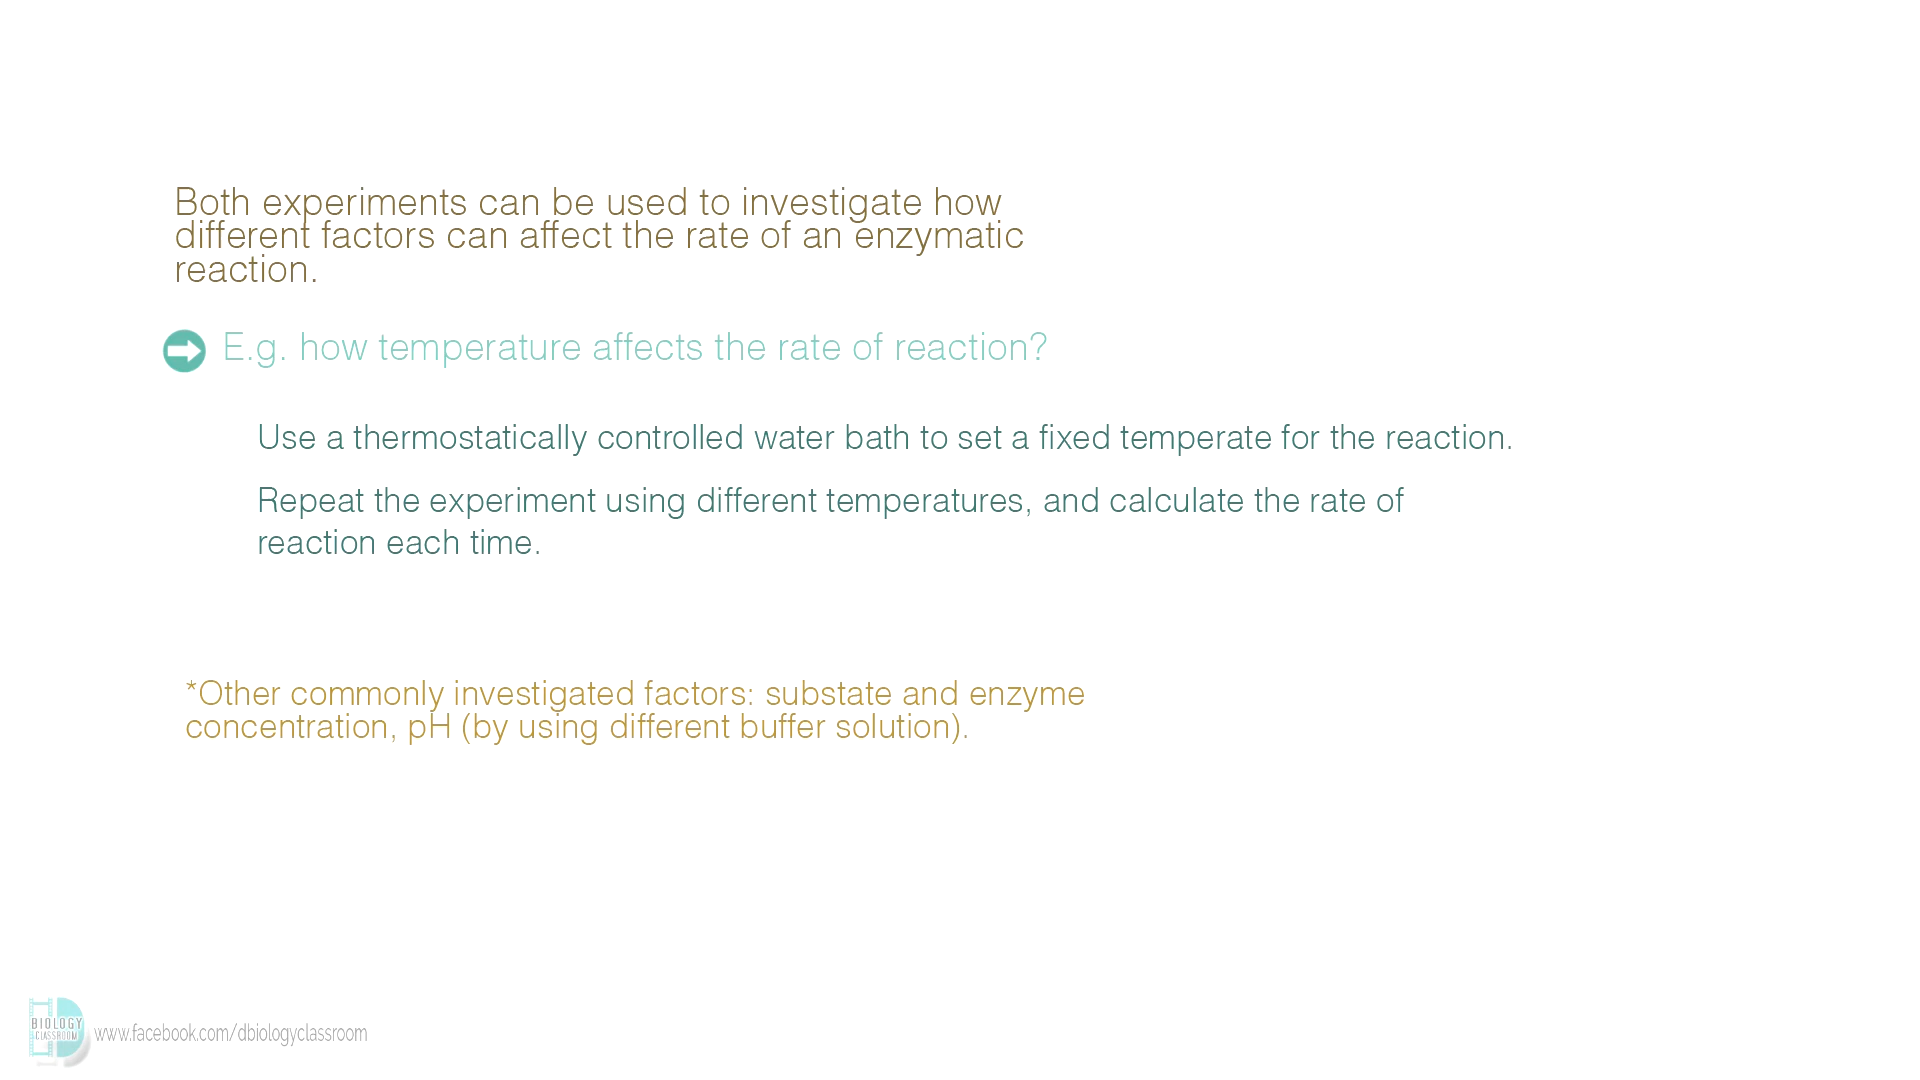 Both experiments can be used to investigate how
different factors can affect the rate of an enzymatic
reaction.
E.g. how temperature affects the rate of reaction?
Use a thermostatically controlled water bath to set a fixed temperate for the reaction.
Repeat the experiment using different temperatures, and calculate the rate of
reaction each time.
*Other commonly investigated factors: substate and enzyme
concentration, pH (by using different buffer solution).
BIOLOGY
CLASSROOM
www.facebook.com/dbiologyclassroom